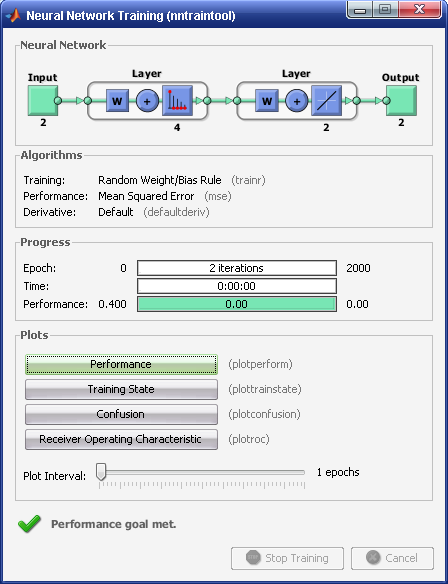 Neural Network Training (nntraintool)
Neural Network
Input
Layer
Layer
Output
W
+
W
+
2
4
2
2
Algorithms
Training: Random Weight/Bias Rule (trainr)
Performance: Mean Squared Error (mse)
Derivative: Default (defaultderiv)
Progress
Epoch: 0 2 iterations 2000
Time: 0:00:00
Performance: 0.400 0.00 0.00
Plots
Performance (plotperform)
Training State (plottrainstate)
Confusion (plotconfusion)
Receiver Operating Characteristic (plotroc)
Plot Interval: 1 epochs
Performance goal met.
Stop Training Cancel